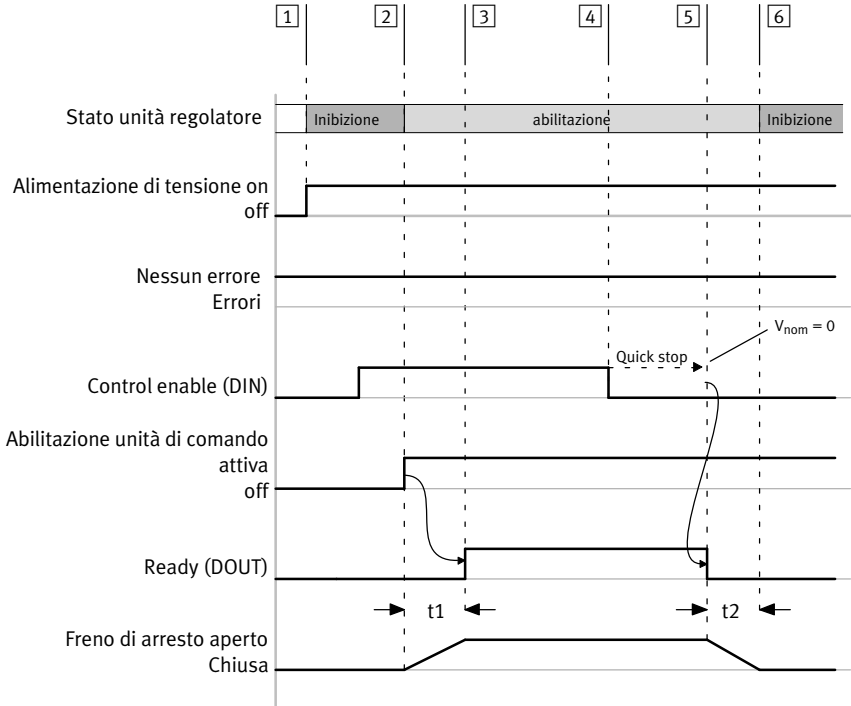 1 2 3 4 5 6
Stato unità regolatore
Inibizione abilitazione Inibizione
Alimentazione di tensione on
off
Nessun errore
Errori
V_nom = 0
Quick stop
Control enable (DIN)
Abilitazione unità di comando
attiva
off
Ready (DOUT)
t1 t2
Freno di arresto aperto
Chiusa